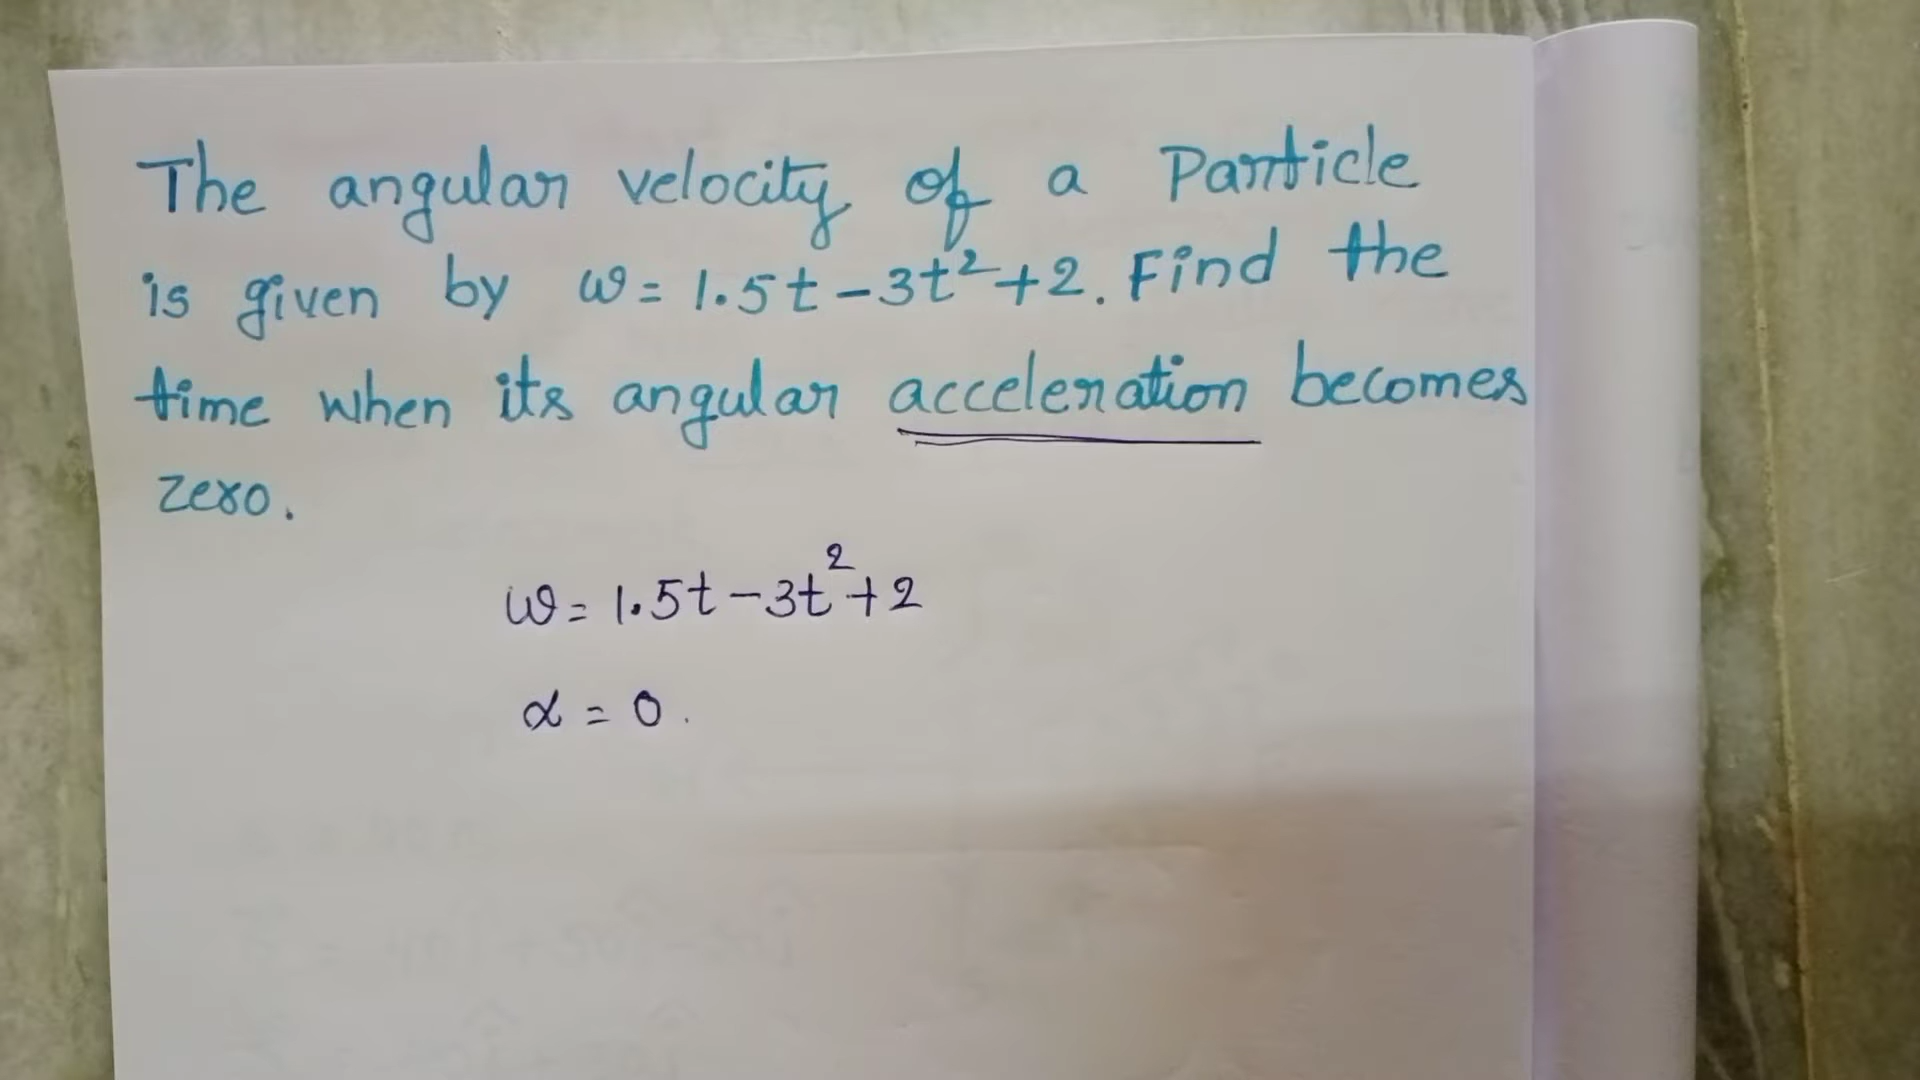 The angular velocity of a Particle
is given by ω = 1.5t - 3t² + 2. Find the
time when its angular acceleration becomes
zero.
ω = 1.5t - 3t² + 2
α = 0.